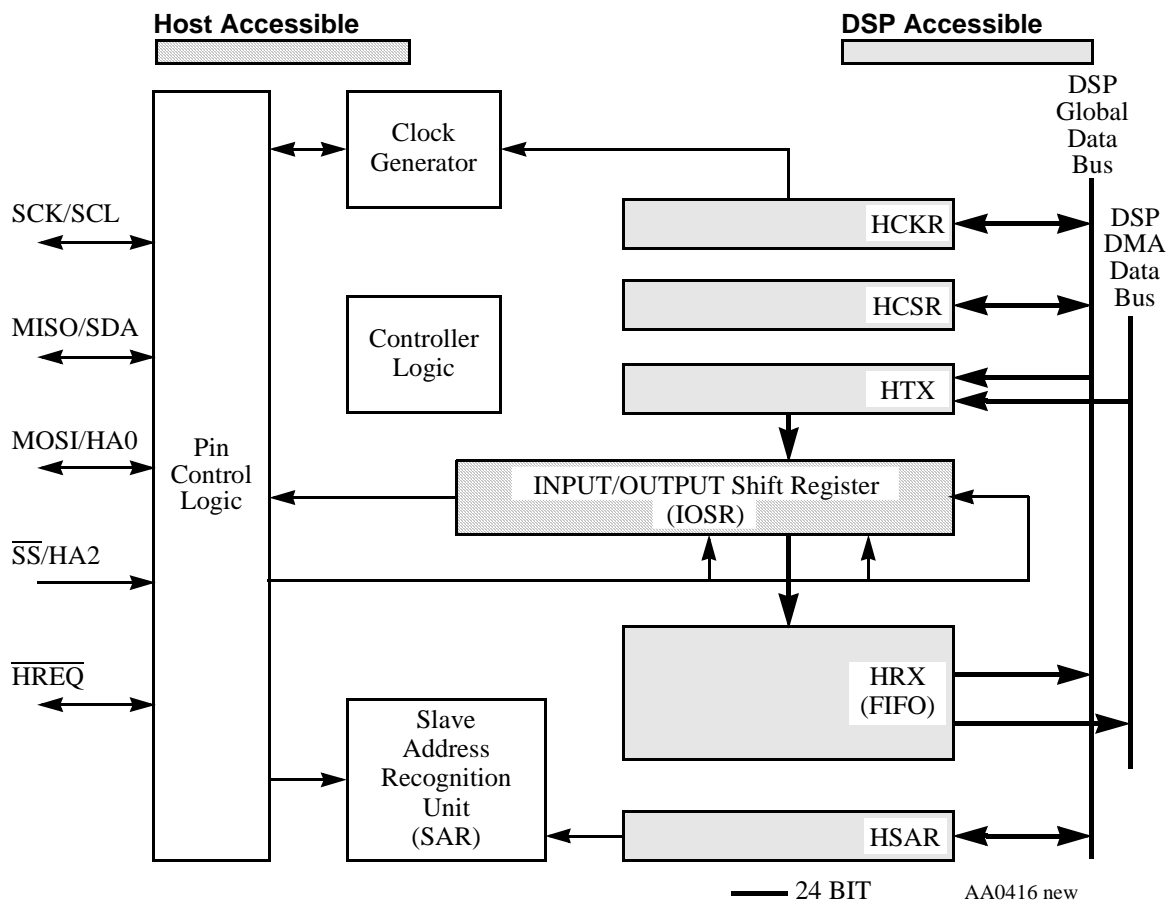 Host Accessible
DSP Accessible
DSP
Global
Data
Bus
Clock
Generator
SCK/SCL
HCKR
DSP
DMA
Data
Bus
HCSR
MISO/SDA
Controller
Logic
HTX
MOSI/HA0
Pin
Control
Logic
INPUT/OUTPUT Shift Register
(IOSR)
SS/HA2
HREQ
HRX
(FIFO)
Slave
Address
Recognition
Unit
(SAR)
HSAR
24 BIT
AA0416 new